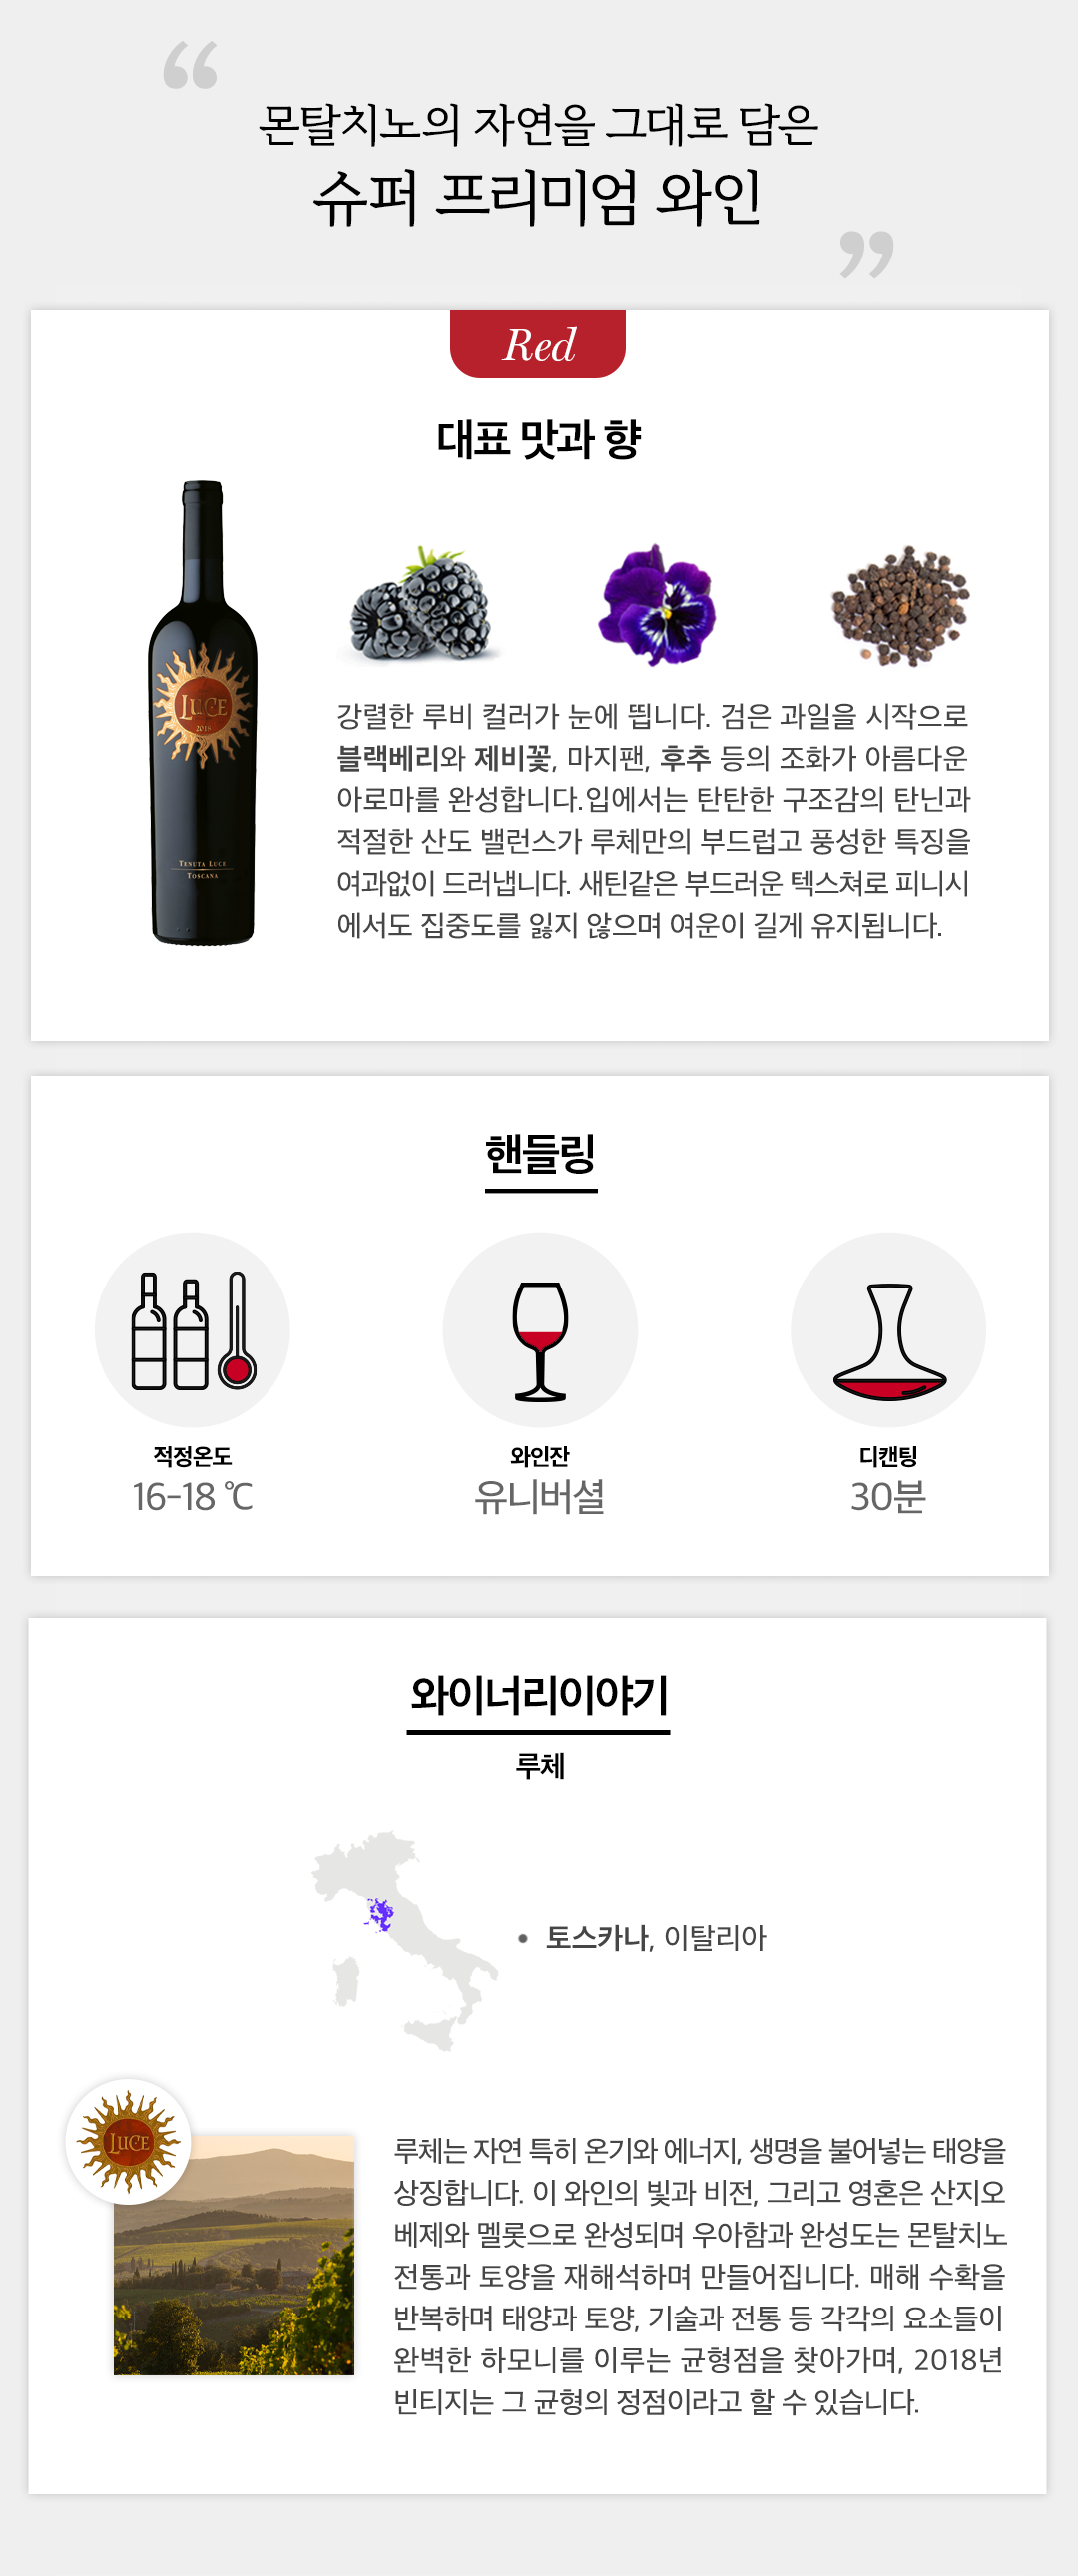 “
몬탈치노의 자연을 그대로 담은
슈퍼 프리미엄 와인
”
Red
대표 맛과 향
LUCE
2018
TENUTA LUCE
TOSCANA
강렬한 루비 컬러가 눈에 띕니다. 검은 과일을 시작으로
블랙베리와 제비꽃, 마지팬, 후추 등의 조화가 아름다운
아로마를 완성합니다.입에서는 탄탄한 구조감의 탄닌과
적절한 산도 밸런스가 루체만의 부드럽고 풍성한 특징을
여과없이 드러냅니다. 새틴같은 부드러운 텍스쳐로 피니시
에서도 집중도를 잃지 않으며 여운이 길게 유지됩니다.
핸들링
적정온도
16-18 ℃
와인잔
유니버셜
디캔팅
30분
와이너리이야기
루체
• 토스카나, 이탈리아
LUCE
루체는 자연 특히 온기와 에너지, 생명을 불어넣는 태양을
상징합니다. 이 와인의 빛과 비전, 그리고 영혼은 산지오
베제와 멜롯으로 완성되며 우아함과 완성도는 몬탈치노
전통과 토양을 재해석하며 만들어집니다. 매해 수확을
반복하며 태양과 토양, 기술과 전통 등 각각의 요소들이
완벽한 하모니를 이루는 균형점을 찾아가며, 2018년
빈티지는 그 균형의 정점이라고 할 수 있습니다.